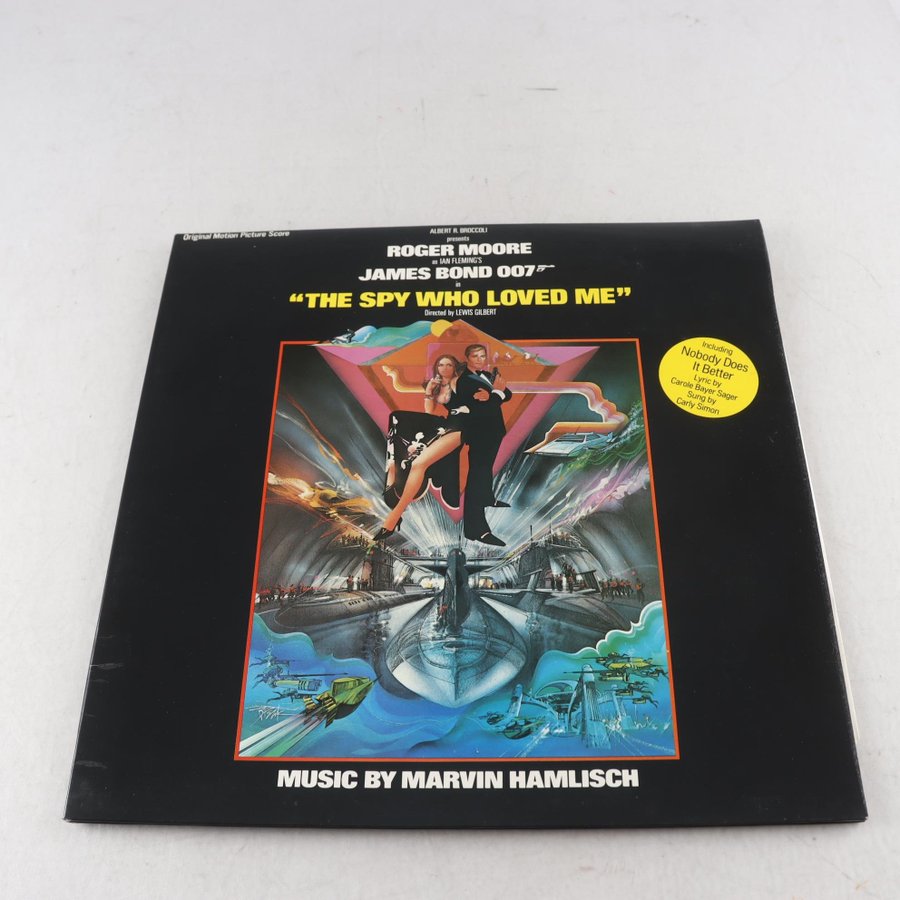 Original Motion Picture Score
ALBERT R. BROCCOLI
presents
ROGER MOORE
as IAN FLEMING'S
JAMES BOND 007
in
"THE SPY WHO LOVED ME"
Directed by LEWIS GILBERT
Including
Nobody Does
It Better
Lyric by
Carole Bayer Sager
Sung by
Carly Simon
MUSIC BY MARVIN HAMLISCH